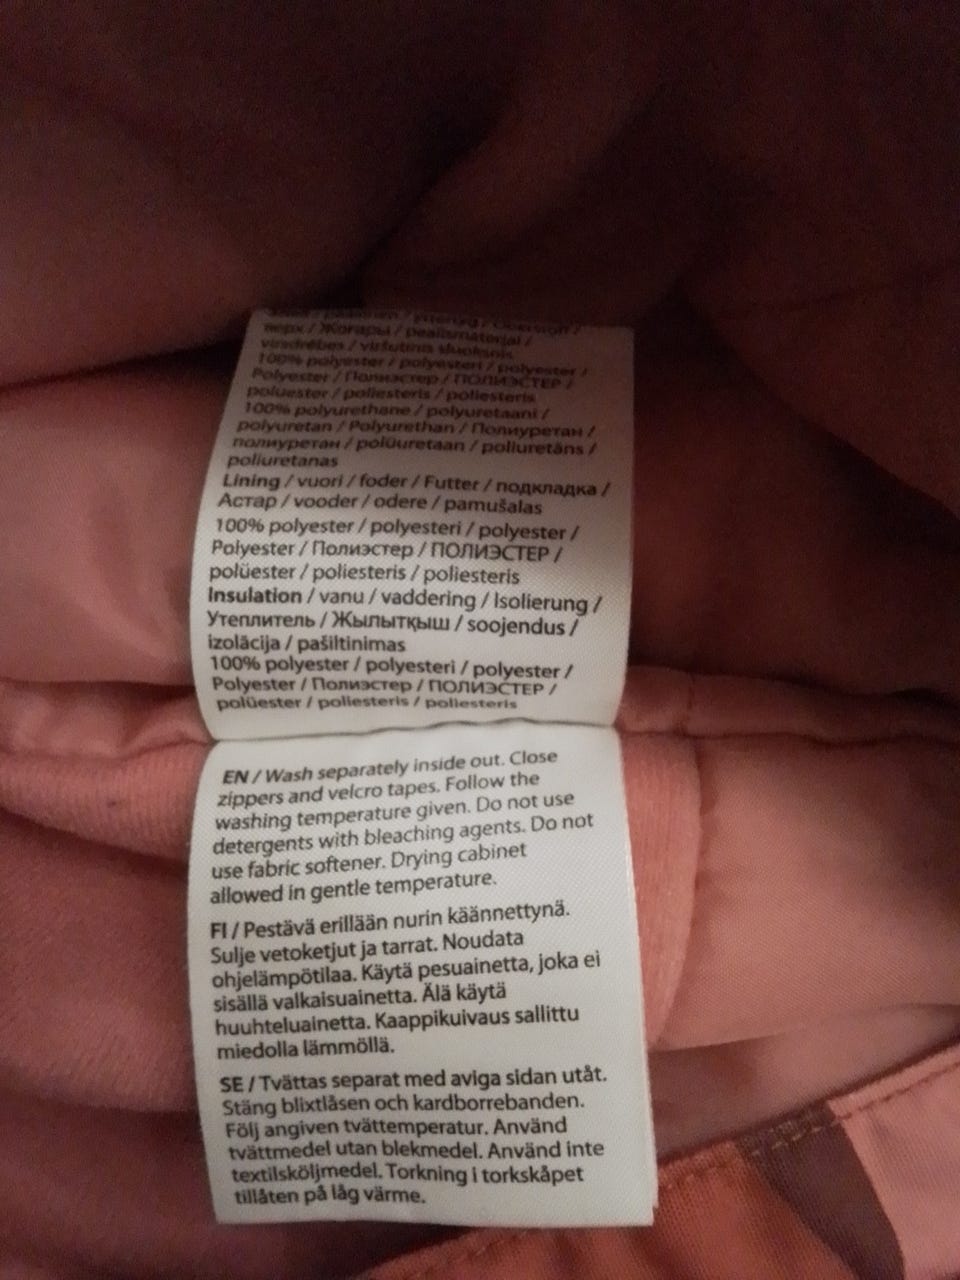 верх / Жоғары / pealismaterjal /
virsdrēbes / viršutinis sluoksnis
100% polyester / polyesteri / polyester /
Polyester / Полиэстер / ПОЛИЭСТЕР /
polüester / poliesteris / poliesteris
100% polyurethane / polyuretaani /
polyuretan / Polyurethan / Полиуретан /
полиуретан / polüuretaan / poliuretāns /
poliuretanas
Lining / vuori / foder / Futter / подкладка /
Астар / vooder / odere / pamušalas
100% polyester / polyesteri / polyester /
Polyester / Полиэстер / ПОЛИЭСТЕР /
polüester / poliesteris / poliesteris
Insulation / vanu / vaddering / Isolierung /
Утеплитель / Жылытқыш / soojendus /
izolācija / pašiltinimas
100% polyester / polyesteri / polyester /
Polyester / Полиэстер / ПОЛИЭСТЕР /
polüester / poliesteris / poliesteris
EN / Wash separately inside out. Close
zippers and velcro tapes. Follow the
washing temperature given. Do not use
detergents with bleaching agents. Do not
use fabric softener. Drying cabinet
allowed in gentle temperature.
FI / Pestävä erillään nurin käännettynä.
Sulje vetoketjut ja tarrat. Noudata
ohjelämpötilaa. Käytä pesuainetta, joka ei
sisällä valkaisuainetta. Älä käytä
huuhteluainetta. Kaappikuivaus sallittu
miedolla lämmöllä.
SE / Tvättas separat med aviga sidan utåt.
Stäng blixtlåsen och kardborrebanden.
Följ angiven tvättemperatur. Använd
tvättmedel utan blekmedel. Använd inte
textilsköljmedel. Torkning i torkskåpet
tillåten på låg värme.